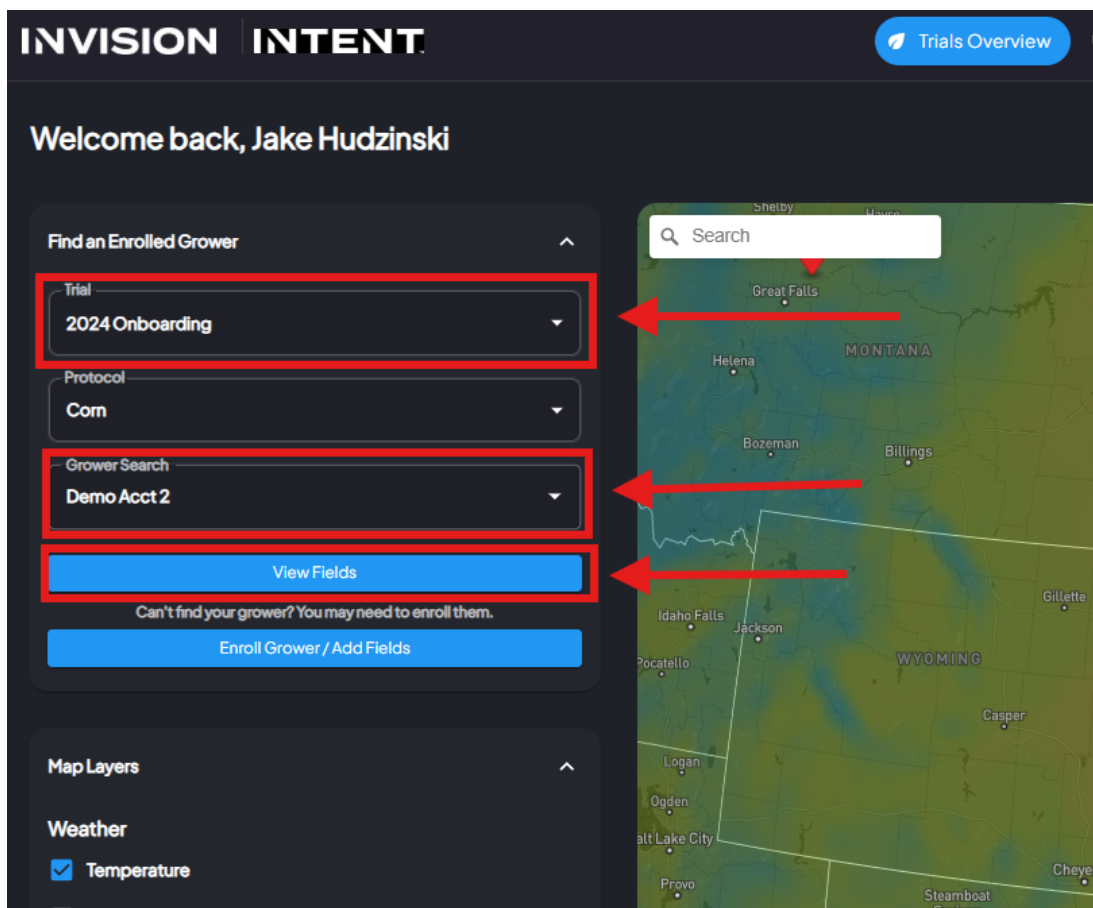 INVISION INTENT
Trials Overview
Welcome back, Jake Hudzinski
Find an Enrolled Grower
Trial
2024 Onboarding
Protocol
Corn
Grower Search
Demo Acct 2
View Fields
Can't find your grower? You may need to enroll them.
Enroll Grower / Add Fields
Map Layers
Weather
Temperature
Shelby
Havre
Search
Great Falls
MONTANA
Helena
Bozeman
Billings
Gillette
Idaho Falls
Jackson
Pocatello
WYOMING
Casper
Logan
Ogden
alt Lake City
Cheye
Provo
Steamboat